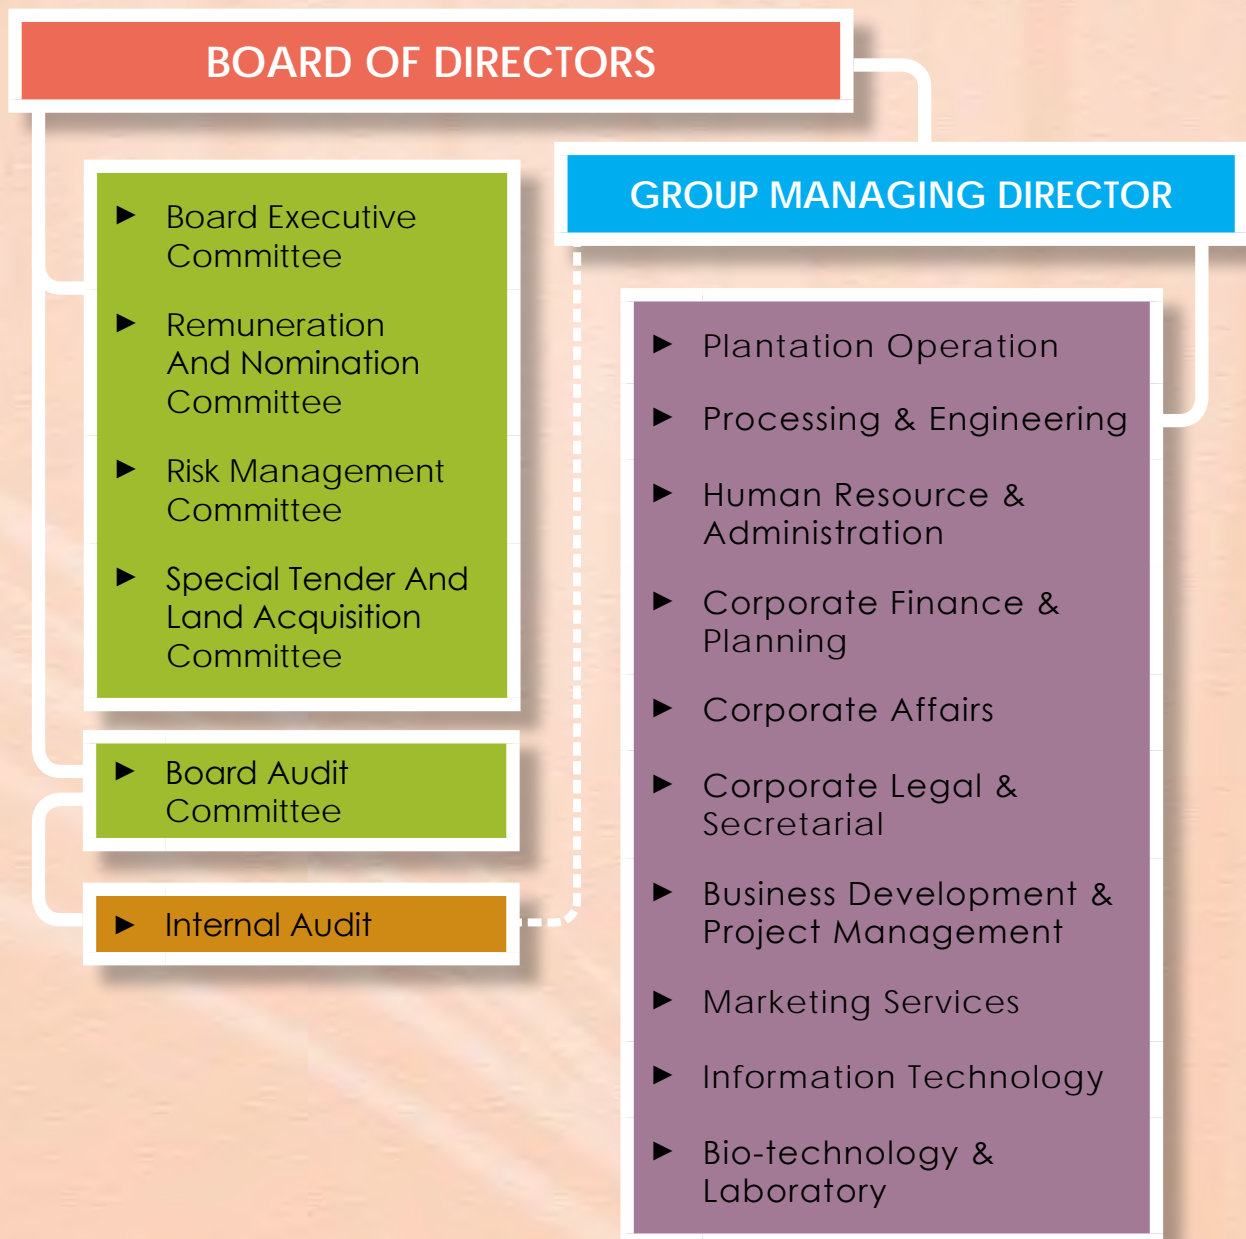 BOARD OF DIRECTORS
GROUP MANAGING DIRECTOR
► Board Executive
Committee
► Remuneration
And Nomination
Committee
► Risk Management
Committee
► Special Tender And
Land Acquisition
Committee
► Board Audit
Committee
► Internal Audit
► Plantation Operation
► Processing & Engineering
► Human Resource &
Administration
► Corporate Finance &
Planning
► Corporate Affairs
► Corporate Legal &
Secretarial
► Business Development &
Project Management
► Marketing Services
► Information Technology
► Bio-technology &
Laboratory